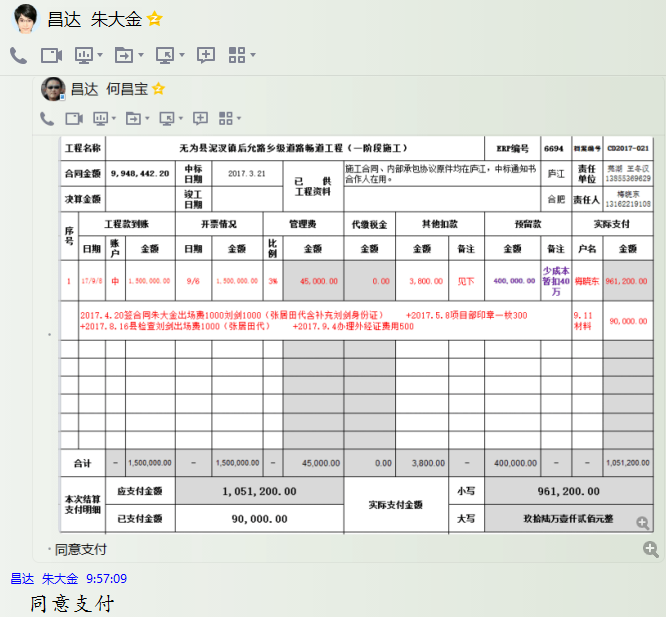 昌达 朱大金
昌达 何昌宝
工程名称 无为县泥汊镇后允路乡级道路畅通工程（一阶段施工） ERP编号 6694 档案编号 CD2017-021
合同金额 9,948,442.20 中标日期 2017.3.21 已 供 工程资料 施工合同、内部承包协议原件均在庐江，中标通知书合作人在用。 庐江 责任单位 芜湖 王冬汉 13855369629
决算金额 竣工日期 合肥 责任人 梅晓东 13162219108
序号 工程款到账 开票情况 管理费 代缴税金 其他扣款 预留款 实际支付
日期 账户 金额 日期 金额 比例 金额 金额 金额 备注 金额 备注 户名 金额
1 17/9/6 中 1,500,000.00 9/6 1,500,000.00 3% 45,000.00 0.00 3,800.00 见下 400,000.00 少成本暂扣40万 梅晓东 961,200.00
2017.4.20签合同朱大金出场费1000刘剑1000（张居田代含补充刘剑身份证） +2017.5.8项目部印章一枚300
+2017.8.16县检查刘剑出场费1000（张居田代） +2017.9.4办理外经证费用500 9.11材料 90,000.00
合计 - 1,500,000.00 - 1,500,000.00 - 45,000.00 0.00 3,800.00 - 400,000.00 - - 1,051,200.00
本次结算支付明细 应支付金额 1,051,200.00 实际支付金额 小写 961,200.00
已支付金额 90,000.00 大写 玖拾陆万壹仟贰佰元整
同意支付
昌达 朱大金 9:57:09
同意支付